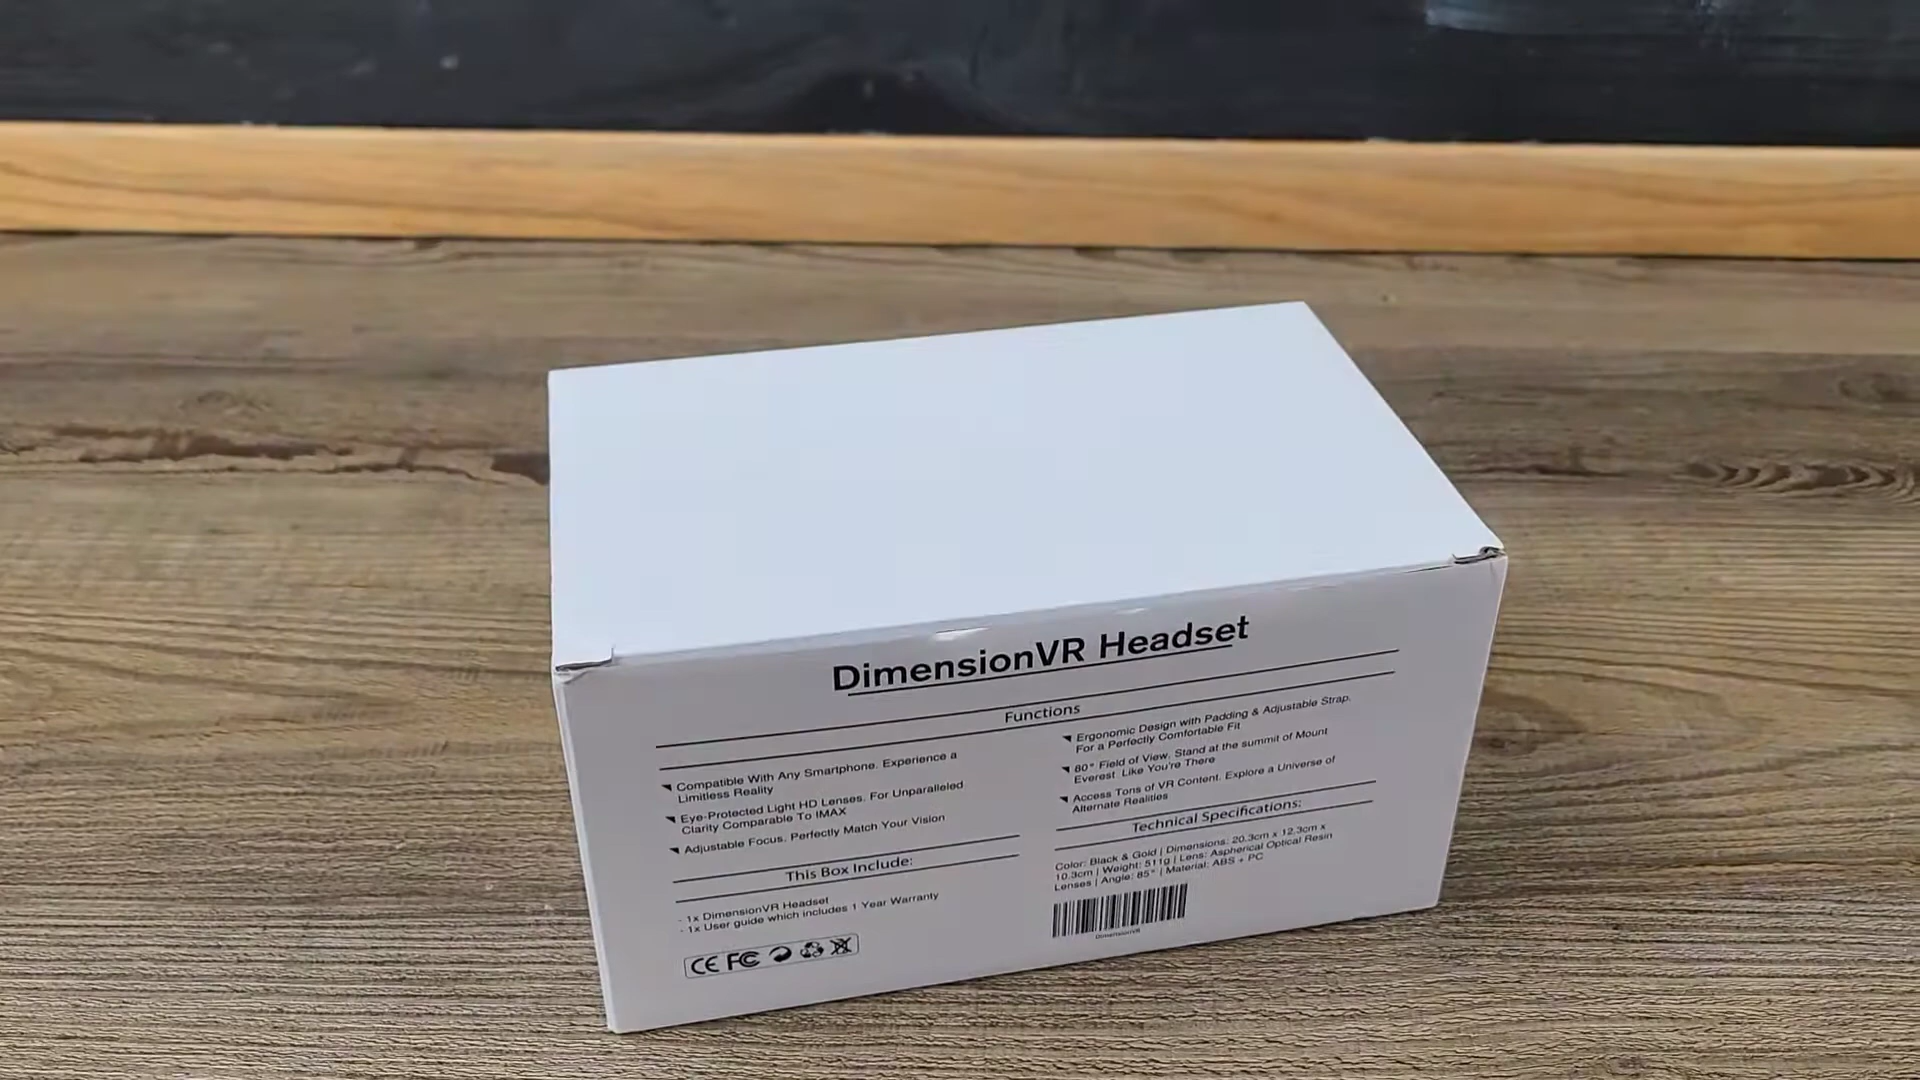 DimensionVR Headset
Functions
Compatible With Any Smartphone. Experience a
Limitless Reality
Eye-Protected Light HD Lenses. For Unparalleled
Clarity Comparable To IMAX
Adjustable Focus. Perfectly Match Your Vision
This Box Include:
- 1x DimensionVR Headset
- 1x User guide which includes 1 Year Warranty
CE FC
Ergonomic Design with Padding & Adjustable Strap.
For a Perfectly Comfortable Fit
80° Field of View. Stand at the summit of Mount
Everest Like You're There
Access Tons of VR Content. Explore a Universe of
Alternate Realities
Technical Specifications:
Color: Black & Gold | Dimensions: 20.3cm x 12.3cm x
10.3cm | Weight: 511g | Lens: Aspherical Optical Resin
Lenses | Angle: 85° | Material: ABS + PC
DimensionVR